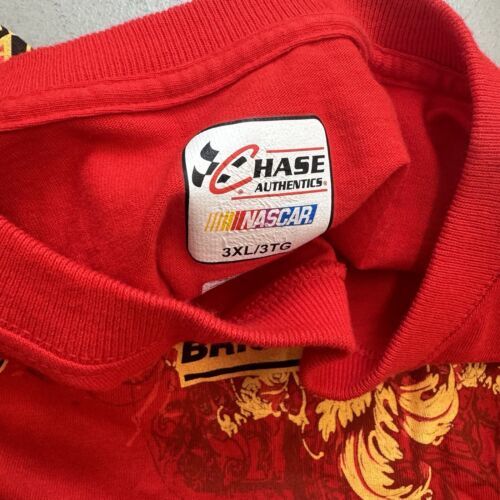 CHASE
AUTHENTICS®
NASCAR
3XL/3TG